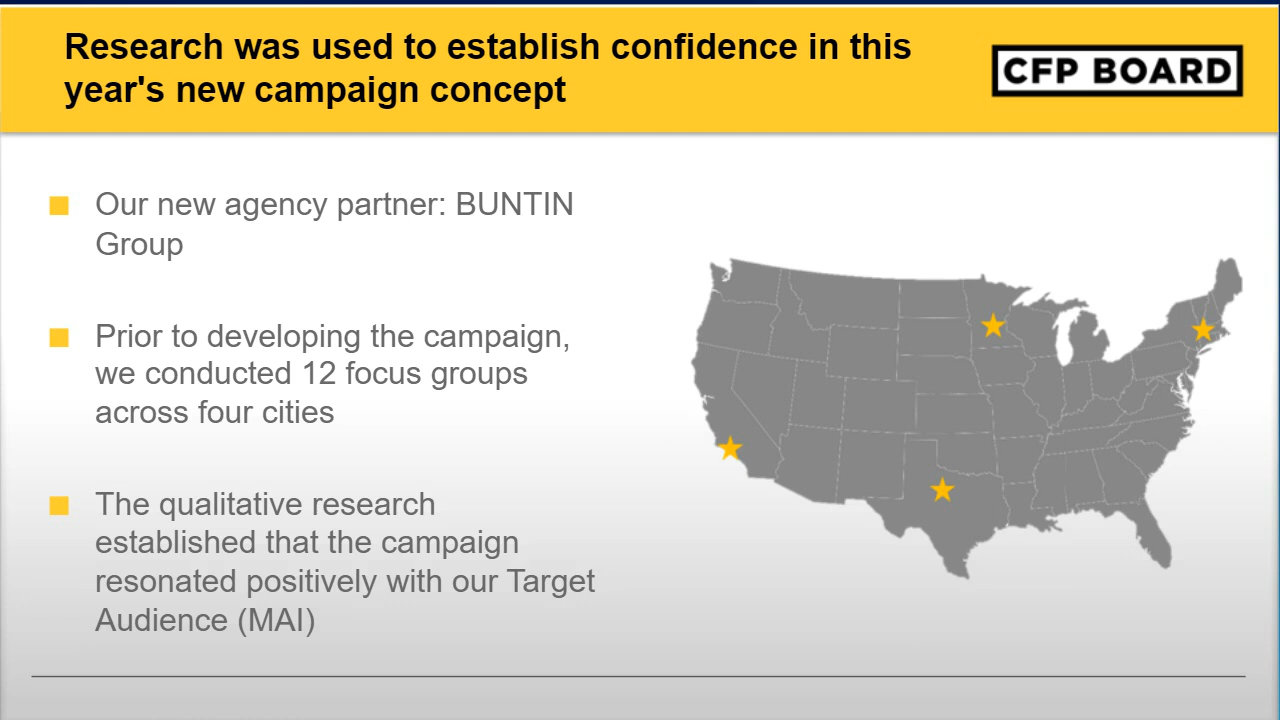 Research was used to establish confidence in this
year's new campaign concept
CFP BOARD
Our new agency partner: BUNTIN
Group
Prior to developing the campaign,
we conducted 12 focus groups
across four cities
The qualitative research
established that the campaign
resonated positively with our Target
Audience (MAI)